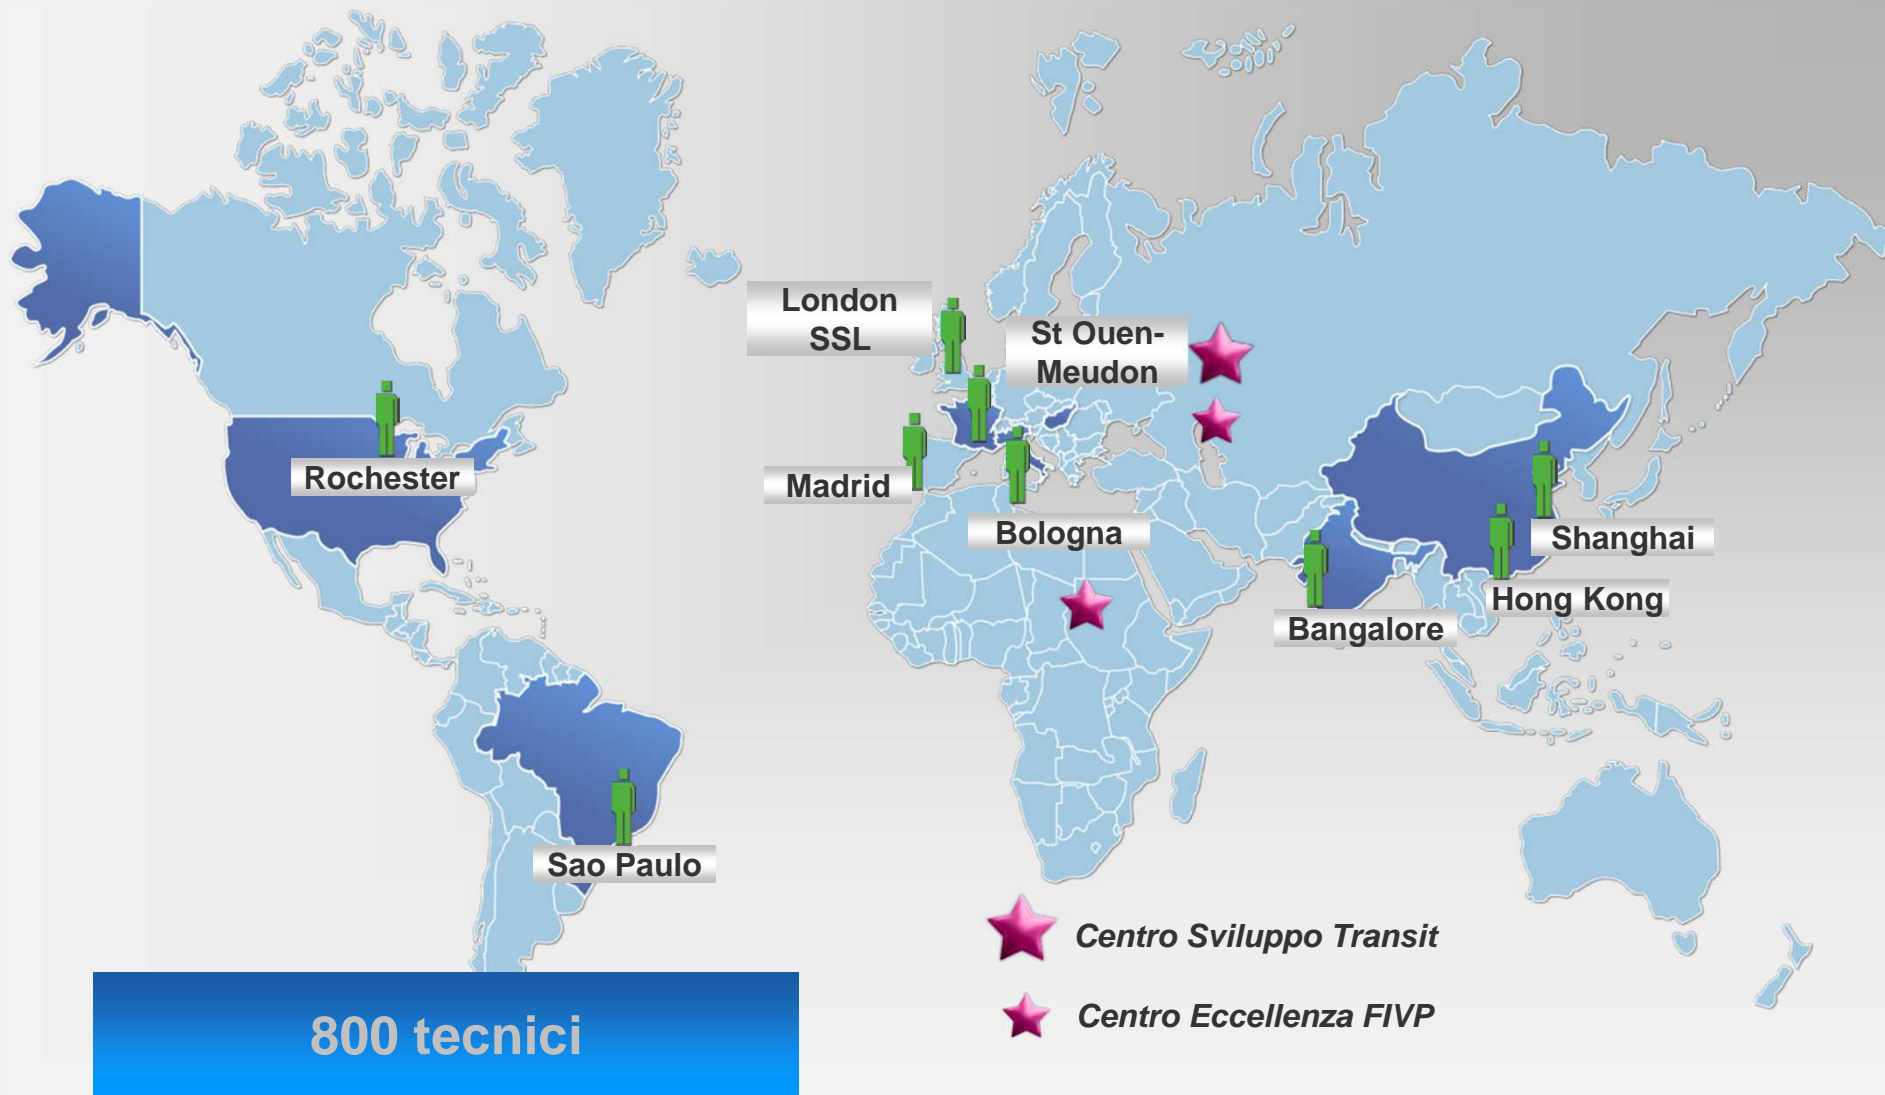 London
SSL
St Ouen-
Meudon
Rochester
Madrid
Bologna
Shanghai
Hong Kong
Bangalore
Sao Paulo
Centro Sviluppo Transit
Centro Eccellenza FIVP
800 tecnici